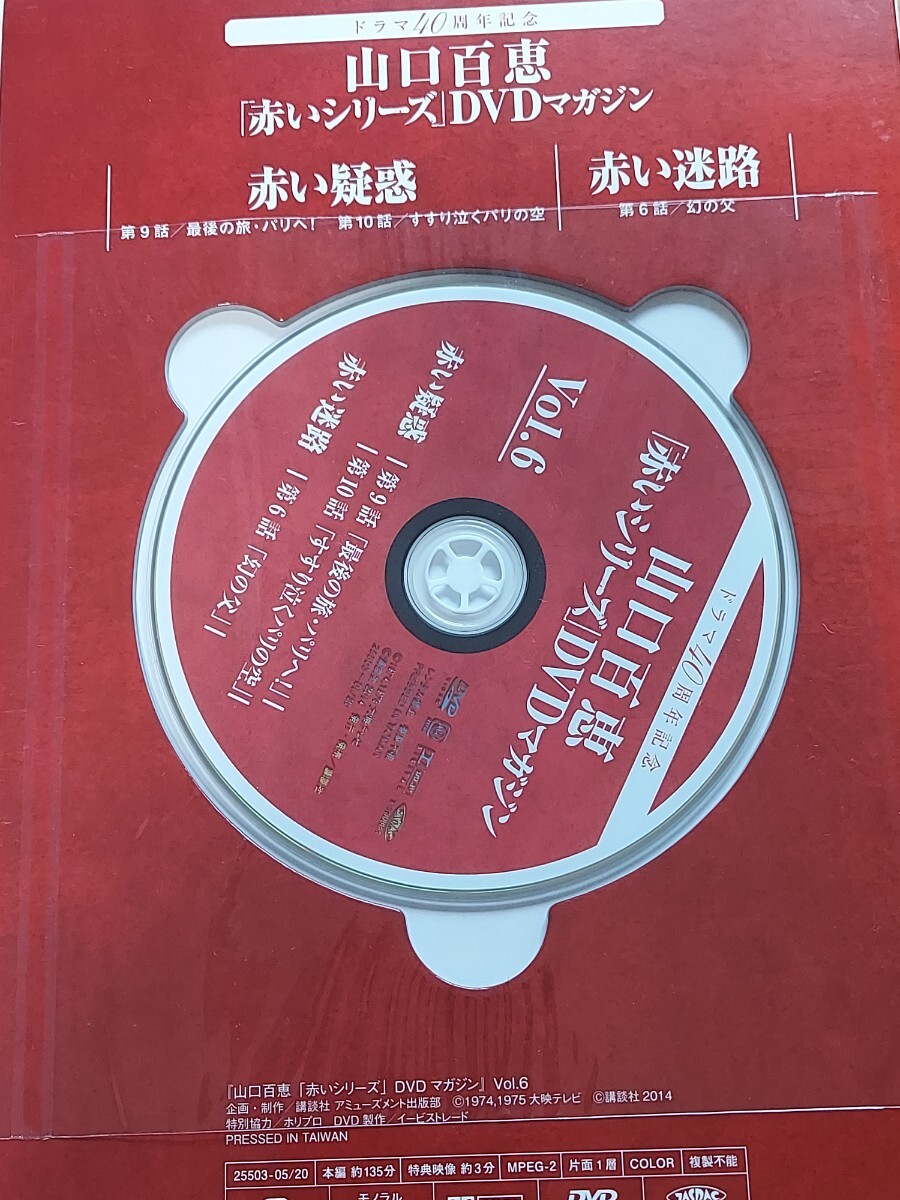 ドラマ40周年記念
山口百恵
「赤いシリーズ」DVDマガジン
赤い疑惑
第9話／最後の旅・パリへ! 第10話／すすり泣くパリの空
赤い迷路
第6話／幻の父
ドラマ40周年記念
山口百恵
「赤いシリーズ」DVDマガジン
Vol.6
赤い疑惑
第9話「最後の旅・パリへ!」
第10話「すすり泣くパリの空」
赤い迷路
第6話「幻の父」
『山口百恵「赤いシリーズ」DVD マガジン』 Vol.6
企画・制作／講談社 アミューズメント出版部 ©1974,1975 大映テレビ ©講談社 2014
特別協力／ホリプロ DVD 製作／イービストレード
PRESSED IN TAIWAN
25503-05/20 本編 約135分 特典映像 約3分 MPEG-2 片面1層 COLOR 複製不能
モノラル
DVD
JASRAC